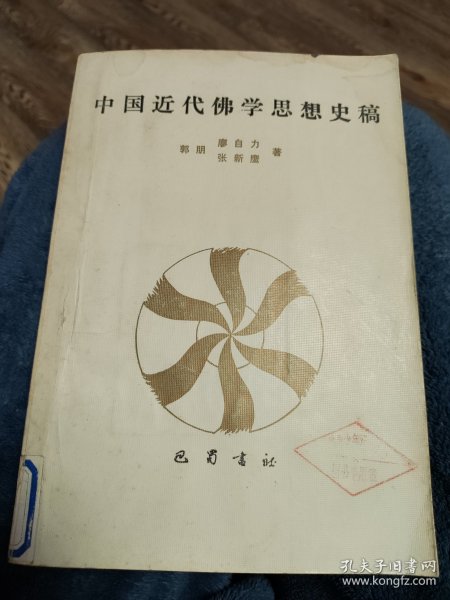 中国近代佛学思想史稿
郭朋 廖自力 张新鹰 著
巴蜀書社
孔夫子旧书网
www.kongfz.com